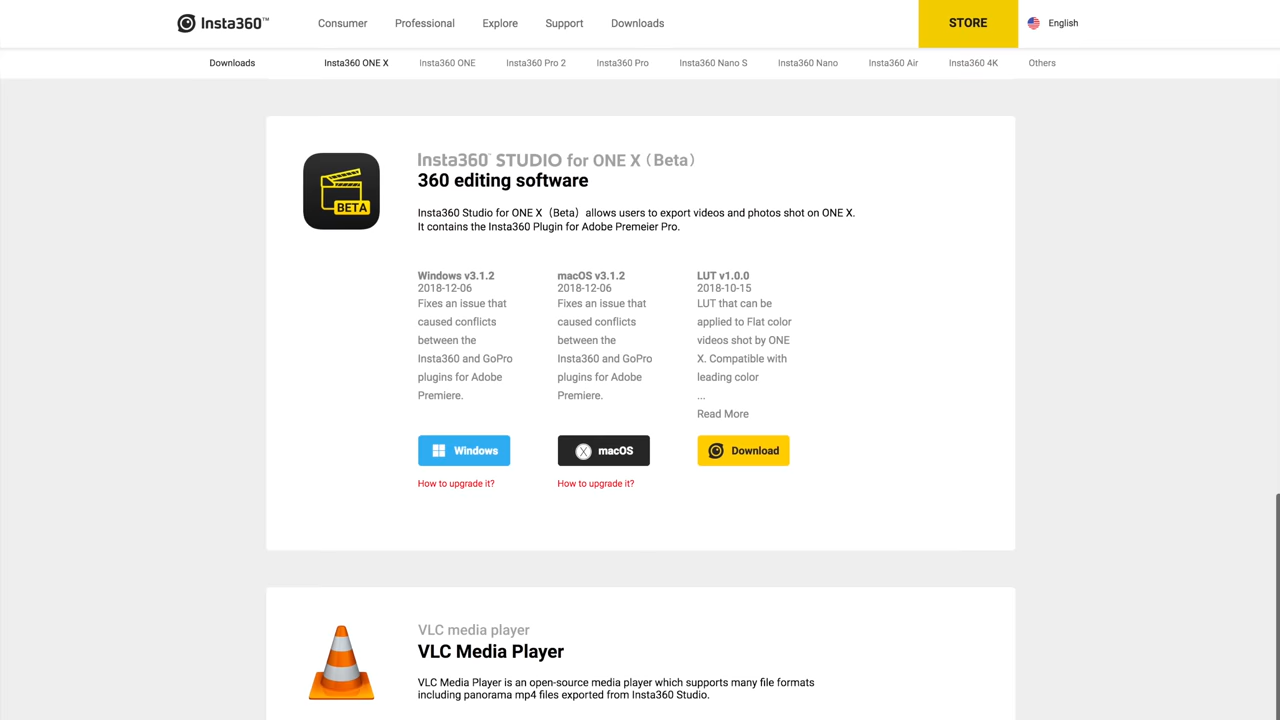 Insta360™ Consumer Professional Explore Support Downloads STORE English
Downloads Insta360 ONE X Insta360 ONE Insta360 Pro 2 Insta360 Pro Insta360 Nano S Insta360 Nano Insta360 Air Insta360 4K Others
BETA
Insta360™ STUDIO for ONE X（Beta）
360 editing software
Insta360 Studio for ONE X（Beta）allows users to export videos and photos shot on ONE X.
It contains the Insta360 Plugin for Adobe Premeier Pro.
Windows v3.1.2
2018-12-06
Fixes an issue that
caused conflicts
between the
Insta360 and GoPro
plugins for Adobe
Premiere.
Windows
How to upgrade it?
macOS v3.1.2
2018-12-06
Fixes an issue that
caused conflicts
between the
Insta360 and GoPro
plugins for Adobe
Premiere.
X macOS
How to upgrade it?
LUT v1.0.0
2018-10-15
LUT that can be
applied to Flat color
videos shot by ONE
X. Compatible with
leading color
...
Read More
Download
VLC media player
VLC Media Player
VLC Media Player is an open-source media player which supports many file formats
including panorama mp4 files exported from Insta360 Studio.